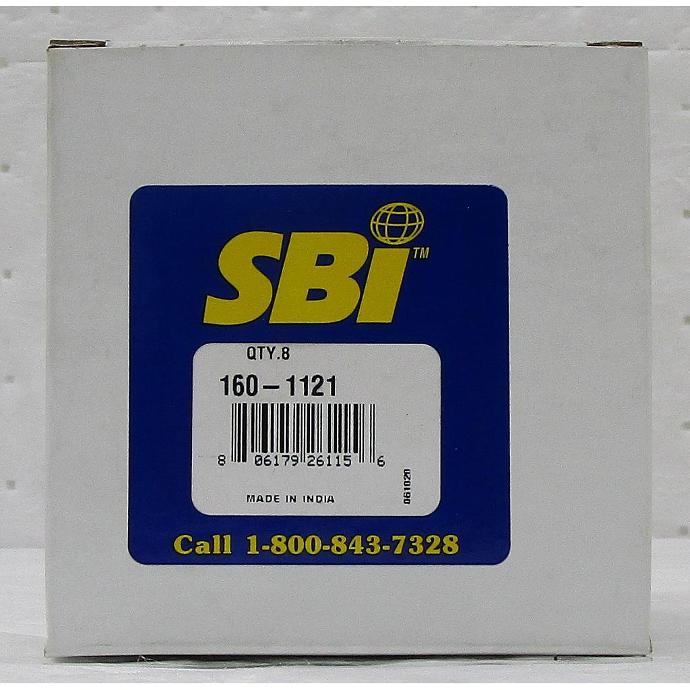 SBi™
QTY.8
160-1121
8 06179 26115 6
MADE IN INDIA
061020
Call 1-800-843-7328